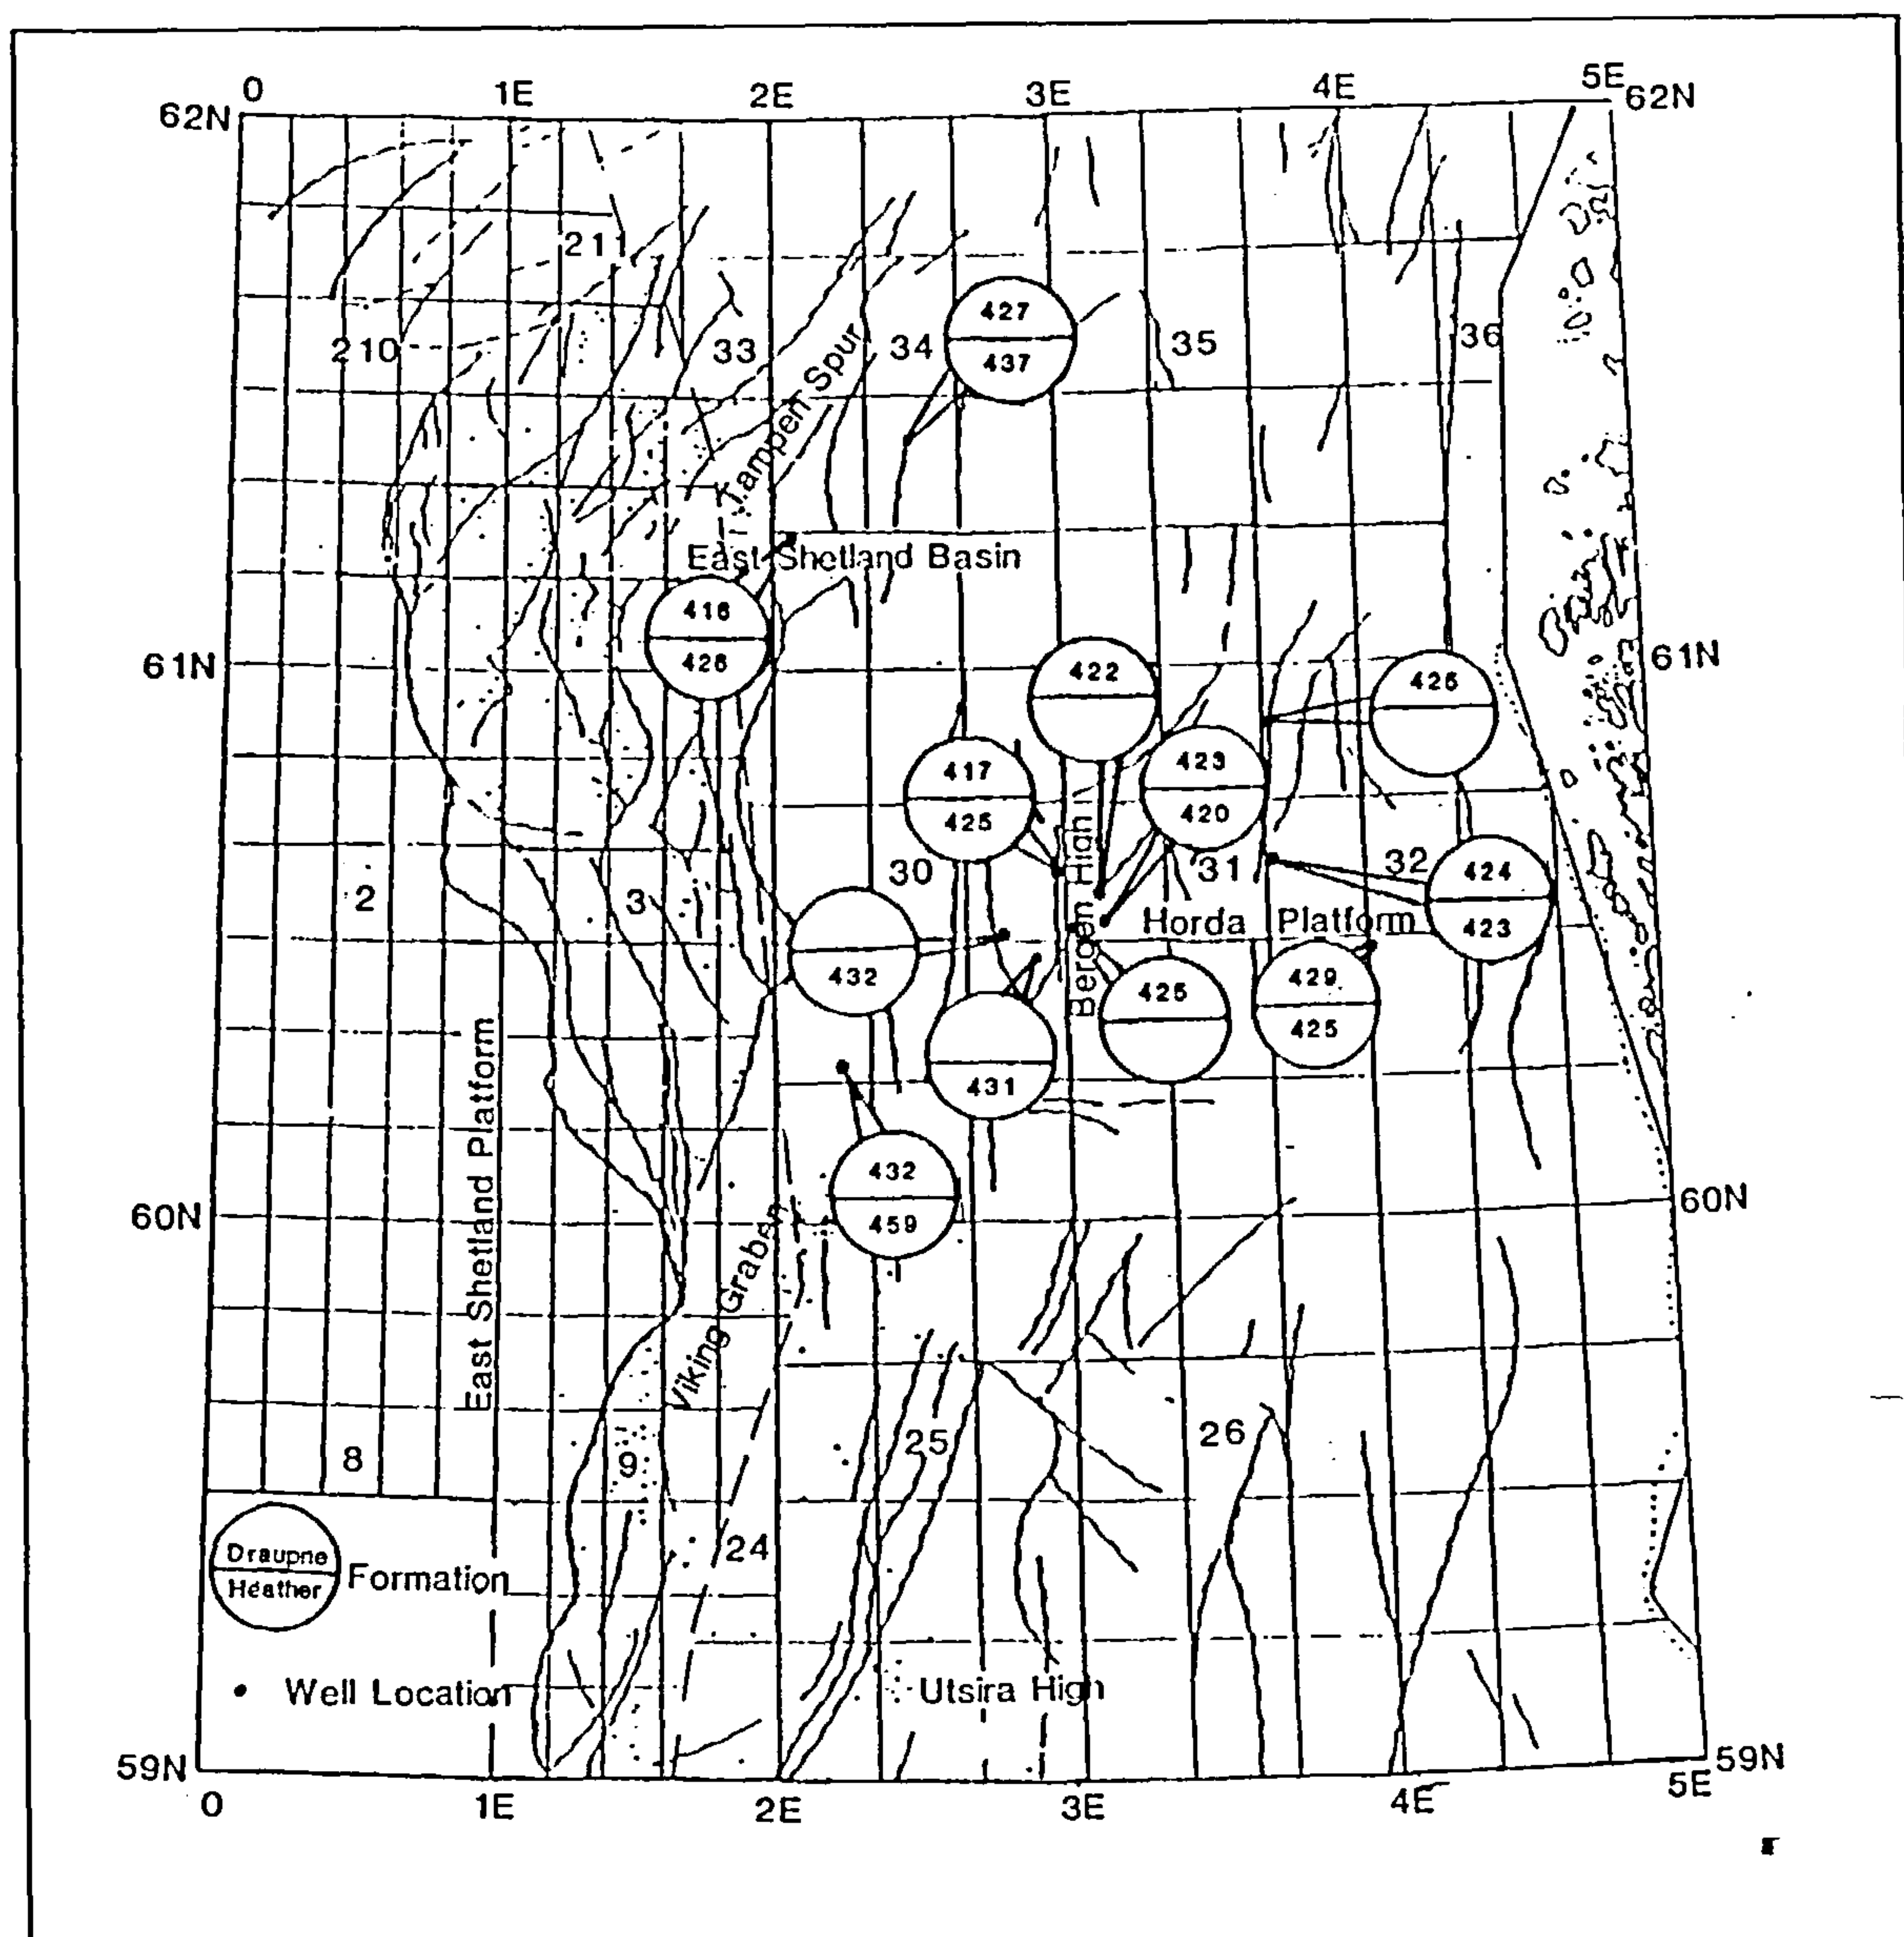 0 1E 2E 3E 4E 5E
62N 62N
211
210 33 34 35 36
427
437
Tampen Spur
East Shetland Basin
418
428
61N 61N
422
426
417
425
423
420
30 31 32
424
423
2 3
Bergen High
Horda Platform
432
425
429
425
431
East Shetland Platform
432
459
60N 60N
Viking Graben
8 9 25 26
24
Draupne
Heather
Formation
Well Location
Utsira High
59N 59N
0 1E 2E 3E 4E 5E